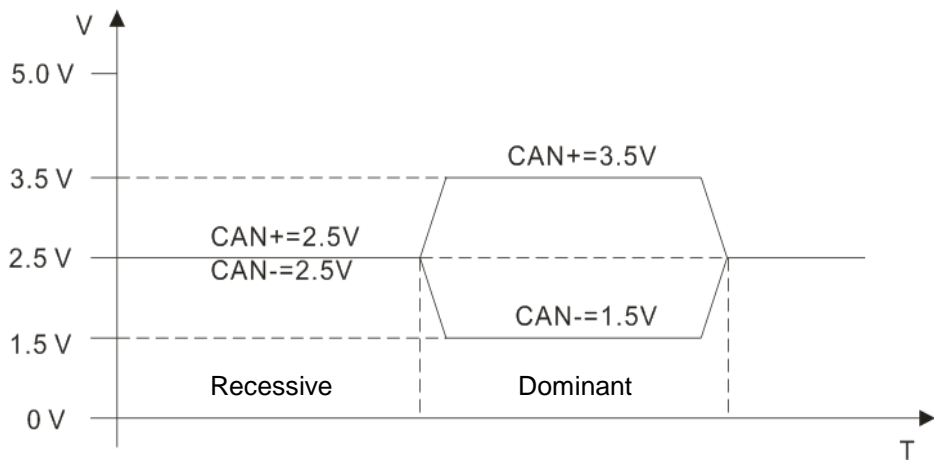 V
5.0 V
CAN+=3.5V
3.5 V
CAN+=2.5V
2.5 V
CAN-=2.5V
CAN-=1.5V
1.5 V
Recessive
Dominant
0 V
T